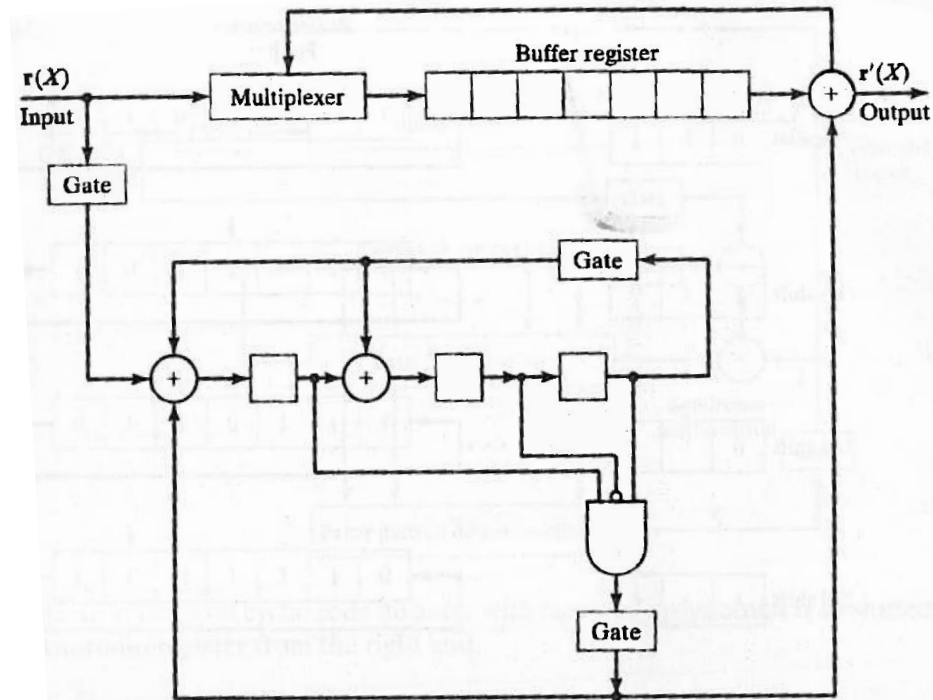 Buffer register
r(X)
Multiplexer
+
r′(X)
Input
Output
Gate
Gate
+
+
Gate